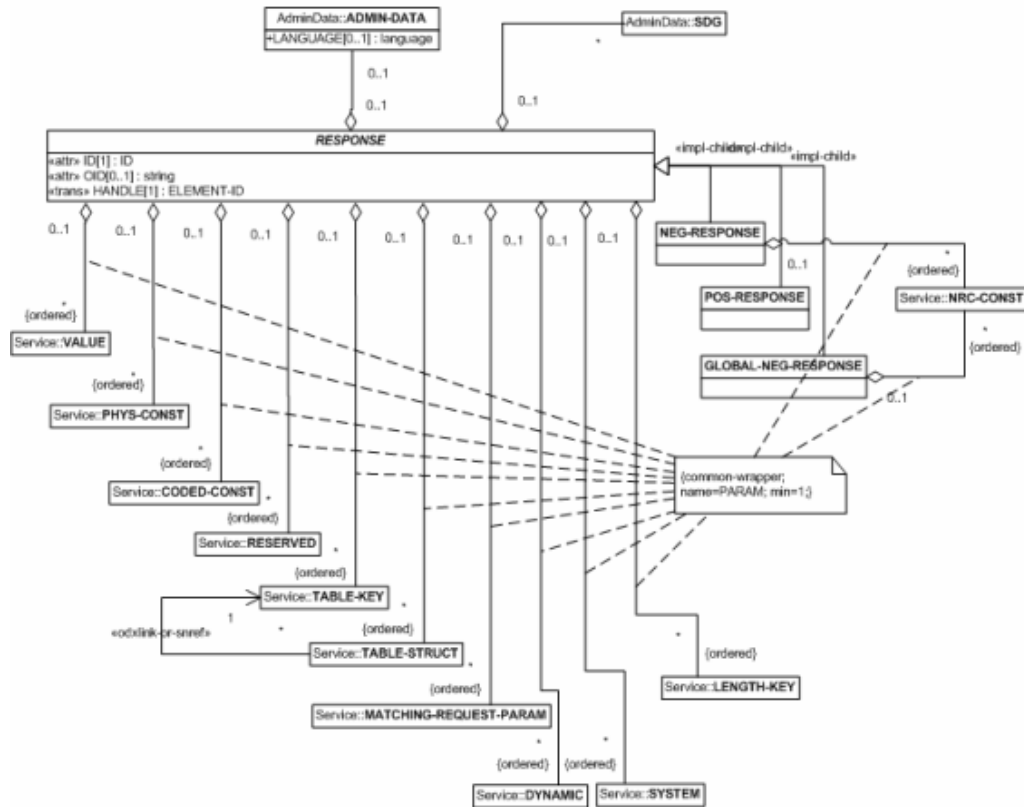 AdminData::ADMIN-DATA
+LANGUAGE[0..1] : language
AdminData::SDG
*
0..1
0..1
0..1
RESPONSE
«attr» ID[1] : ID
«attr» OID[0..1] : string
«trans» HANDLE[1] : ELEMENT-ID
«impl-child»
«impl-child»
«impl-child»
0..1
0..1
0..1
0..1
0..1
0..1
0..1
0..1
0..1
0..1
NEG-RESPONSE
0..1
*
{ordered}
POS-RESPONSE
Service::NRC-CONST
*
{ordered}
GLOBAL-NEG-RESPONSE
0..1
*
{ordered}
Service::VALUE
*
{ordered}
Service::PHYS-CONST
*
{ordered}
Service::CODED-CONST
{common-wrapper;
name=PARAM; min=1;}
*
{ordered}
Service::RESERVED
*
{ordered}
Service::TABLE-KEY
1
«odxlink-or-snref»
*
*
{ordered}
Service::TABLE-STRUCT
*
{ordered}
Service::LENGTH-KEY
*
{ordered}
Service::MATCHING-REQUEST-PARAM
*
{ordered}
Service::DYNAMIC
*
{ordered}
Service::SYSTEM